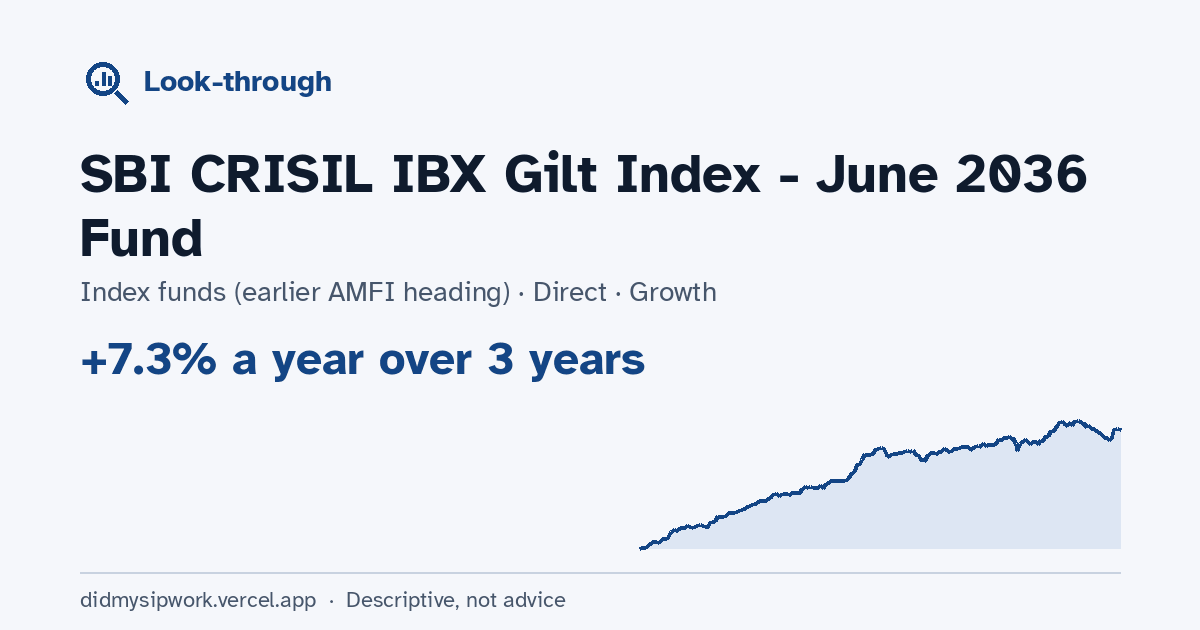 Look-through
SBI CRISIL IBX Gilt Index - June 2036
Fund
Index funds (earlier AMFI heading) · Direct · Growth
+7.3% a year over 3 years
didmysipwork.vercel.app · Descriptive, not advice